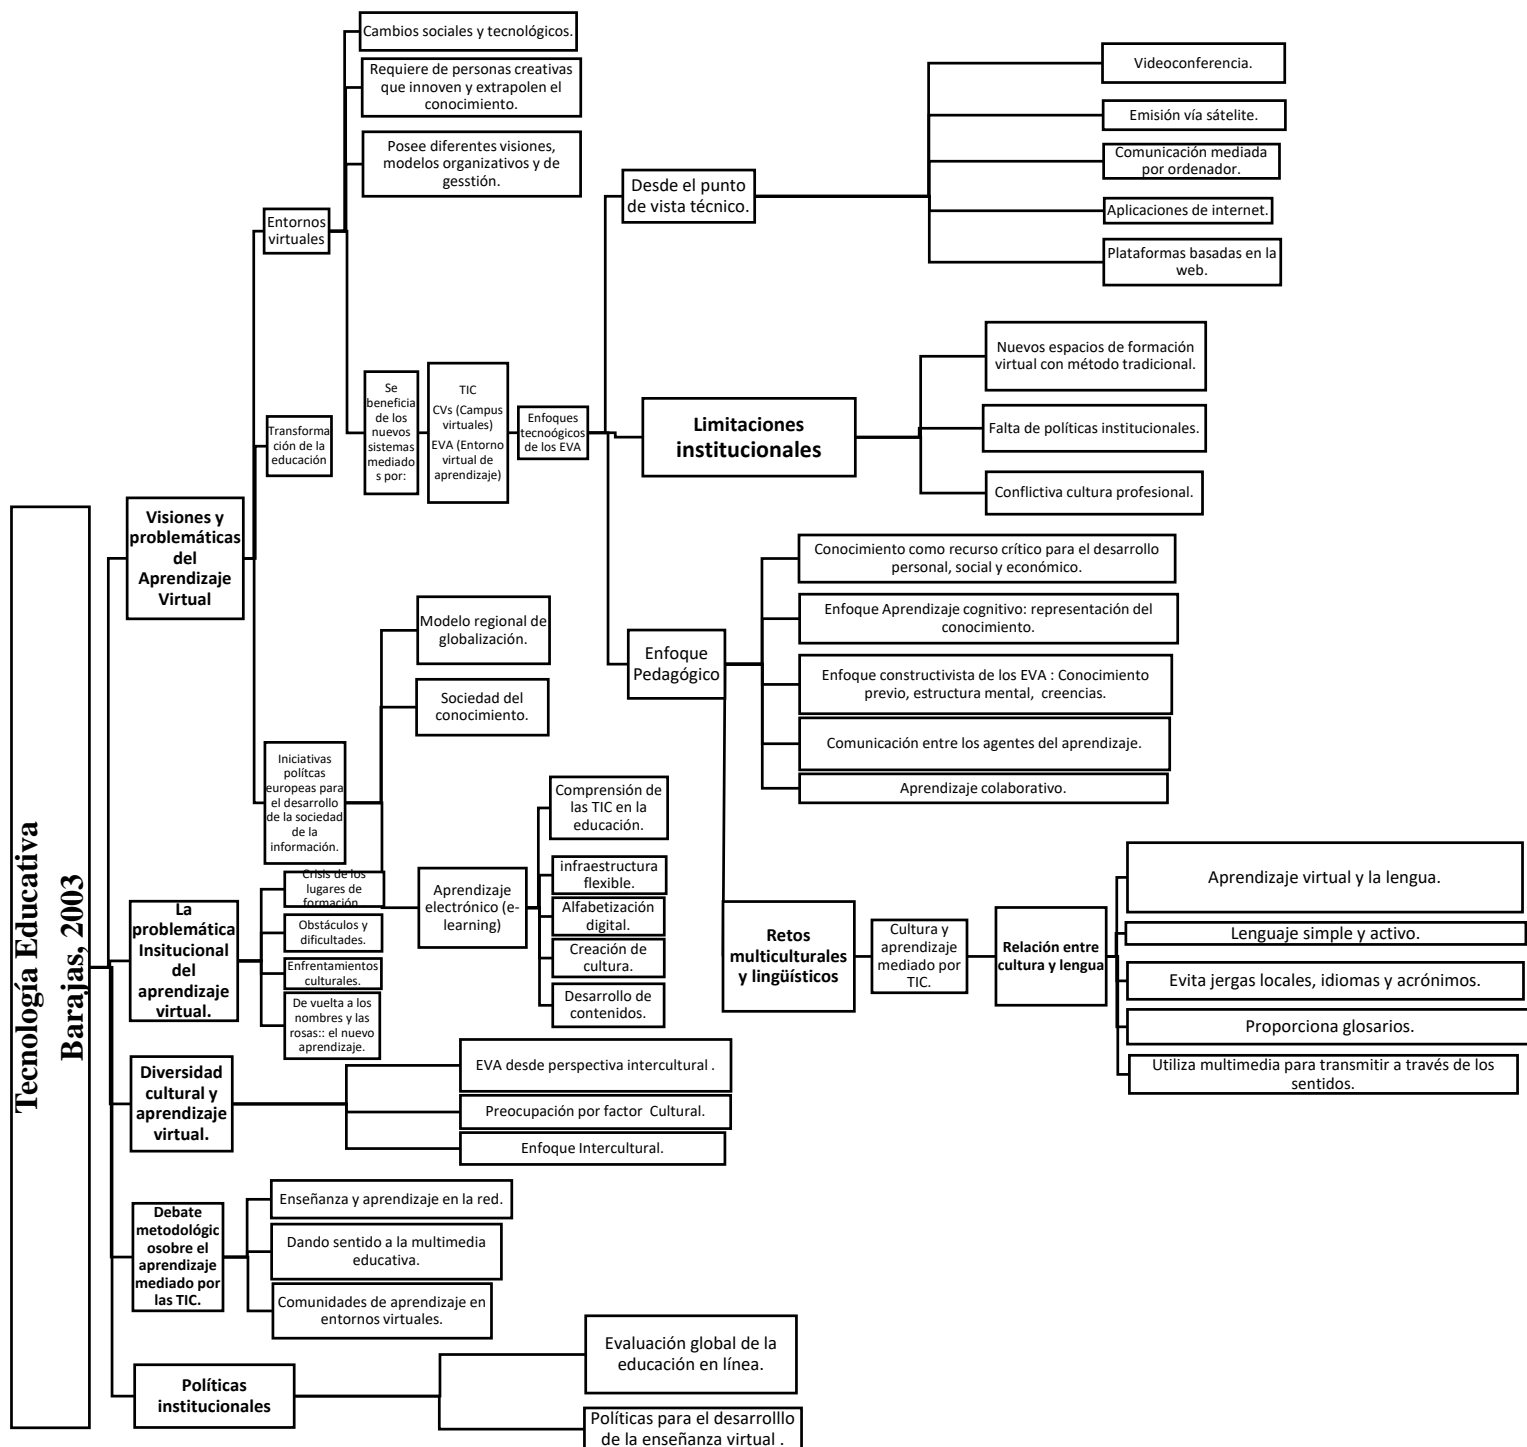 Tecnología Educativa
Barajas, 2003
Visiones y
problemáticas
del
Aprendizaje
Virtual
Entornos
virtuales
Cambios sociales y tecnológicos.
Requiere de personas creativas
que innoven y extrapolen el
conocimiento.
Posee diferentes visiones,
modelos organizativos y de
gesstión.
Se
beneficia
de los
nuevos
sistemas
mediado
s por:
TIC
CVs (Campus
virtuales)
EVA (Entorno
virtual de
aprendizaje)
Enfoques
tecnoógicos
de los EVA
Desde el punto
de vista técnico.
Videoconferencia.
Emisión vía sátelite.
Comunicación mediada
por ordenador.
Aplicaciones de internet.
Plataformas basadas en la
web.
Limitaciones
institucionales
Nuevos espacios de formación
virtual con método tradicional.
Falta de políticas institucionales.
Conflictiva cultura profesional.
Enfoque
Pedagógico
Conocimiento como recurso crítico para el desarrollo
personal, social y económico.
Enfoque Aprendizaje cognitivo: representación del
conocimiento.
Enfoque constructivista de los EVA : Conocimiento
previo, estructura mental, creencias.
Comunicación entre los agentes del aprendizaje.
Aprendizaje colaborativo.
Retos
multiculturales
y lingüísticos
Cultura y
aprendizaje
mediado por
TIC.
Relación entre
cultura y lengua
Aprendizaje virtual y la lengua.
Lenguaje simple y activo.
Evita jergas locales, idiomas y acrónimos.
Proporciona glosarios.
Utiliza multimedia para transmitir a través de los
sentidos.
Transforma
ción de la
educación
Iniciativas
polítcas
europeas para
el desarrollo
de la sociedad
de la
información.
Modelo regional de
globalización.
Sociedad del
conocimiento.
Aprendizaje
electrónico (e-
learning)
Comprensión de
las TIC en la
educación.
infraestructura
flexible.
Alfabetización
digital.
Creación de
cultura.
Desarrollo de
contenidos.
La
problemática
Insitucional del
aprendizaje
virtual.
Crisis de los
lugares de
formación
Obstáculos y
dificultades.
Enfrentamientos
culturales.
De vuelta a los
nombres y las
rosas:: el nuevo
aprendizaje.
Diversidad
cultural y
aprendizaje
virtual.
EVA desde perspectiva intercultural .
Preocupación por factor Cultural.
Enfoque Intercultural.
Debate
metodológic
osobre el
aprendizaje
mediado por
las TIC.
Enseñanza y aprendizaje en la red.
Dando sentido a la multimedia
educativa.
Comunidades de aprendizaje en
entornos virtuales.
Políticas
institucionales
Evaluación global de la
educación en línea.
Políticas para el desarrolllo
de la enseñanza virtual .